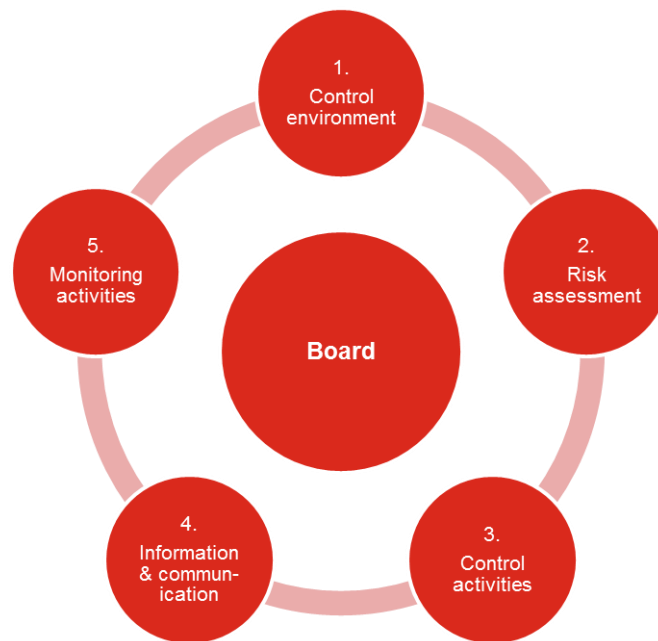 1.
Control
environment
2.
Risk
assessment
3.
Control
activities
4.
Information
& commun-
ication
5.
Monitoring
activities
Board